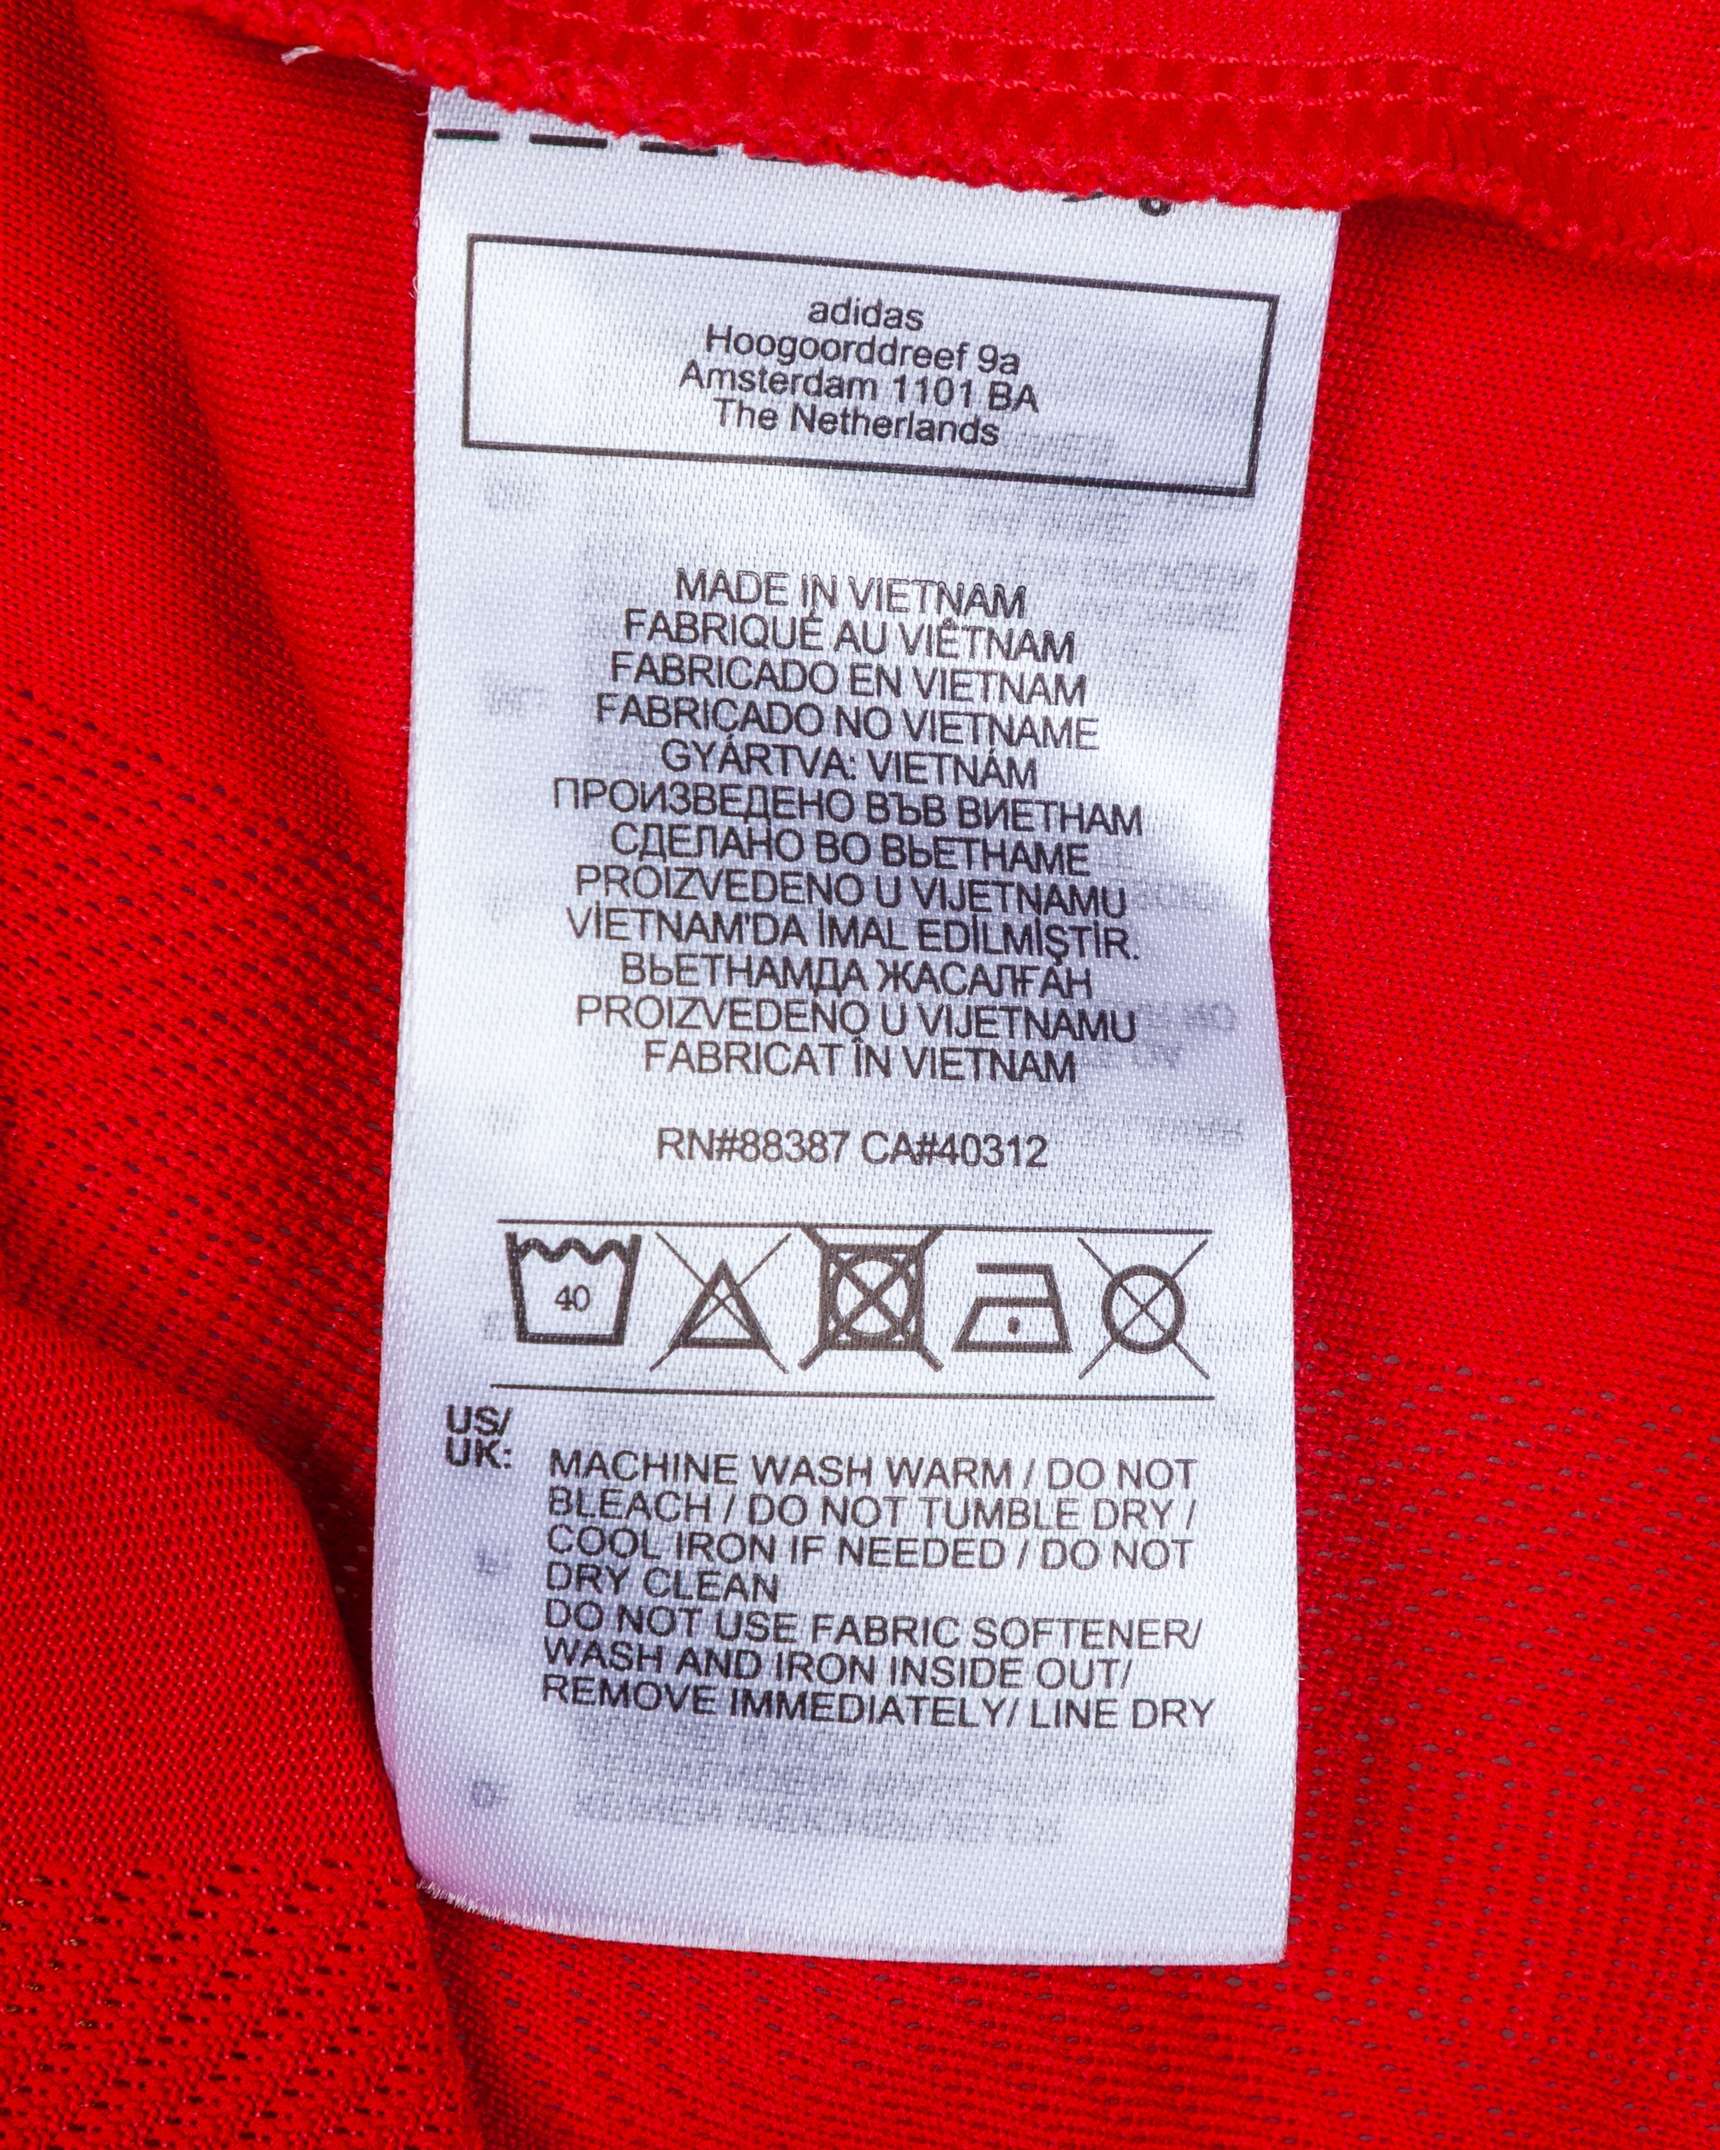 adidas
Hoogoorddreef 9a
Amsterdam 1101 BA
The Netherlands
MADE IN VIETNAM
FABRIQUÉ AU VIÊTNAM
FABRICADO EN VIETNAM
FABRICADO NO VIETNAME
GYÁRTVA: VIETNÁM
ПРОИЗВЕДЕНО ВЪВ ВИЕТНАМ
СДЕЛАНО ВО ВЬЕТНАМЕ
PROIZVEDENO U VIJETNAMU
VİETNAM'DA İMAL EDİLMİŞTİR.
ВЬЕТНАМДА ЖАСАЛҒАН
PROIZVEDENO U VIJETNAMU
FABRICAT ÎN VIETNAM
RN#88387 CA#40312
40
US/
UK:
MACHINE WASH WARM / DO NOT
BLEACH / DO NOT TUMBLE DRY /
COOL IRON IF NEEDED / DO NOT
DRY CLEAN
DO NOT USE FABRIC SOFTENER/
WASH AND IRON INSIDE OUT/
REMOVE IMMEDIATELY/ LINE DRY